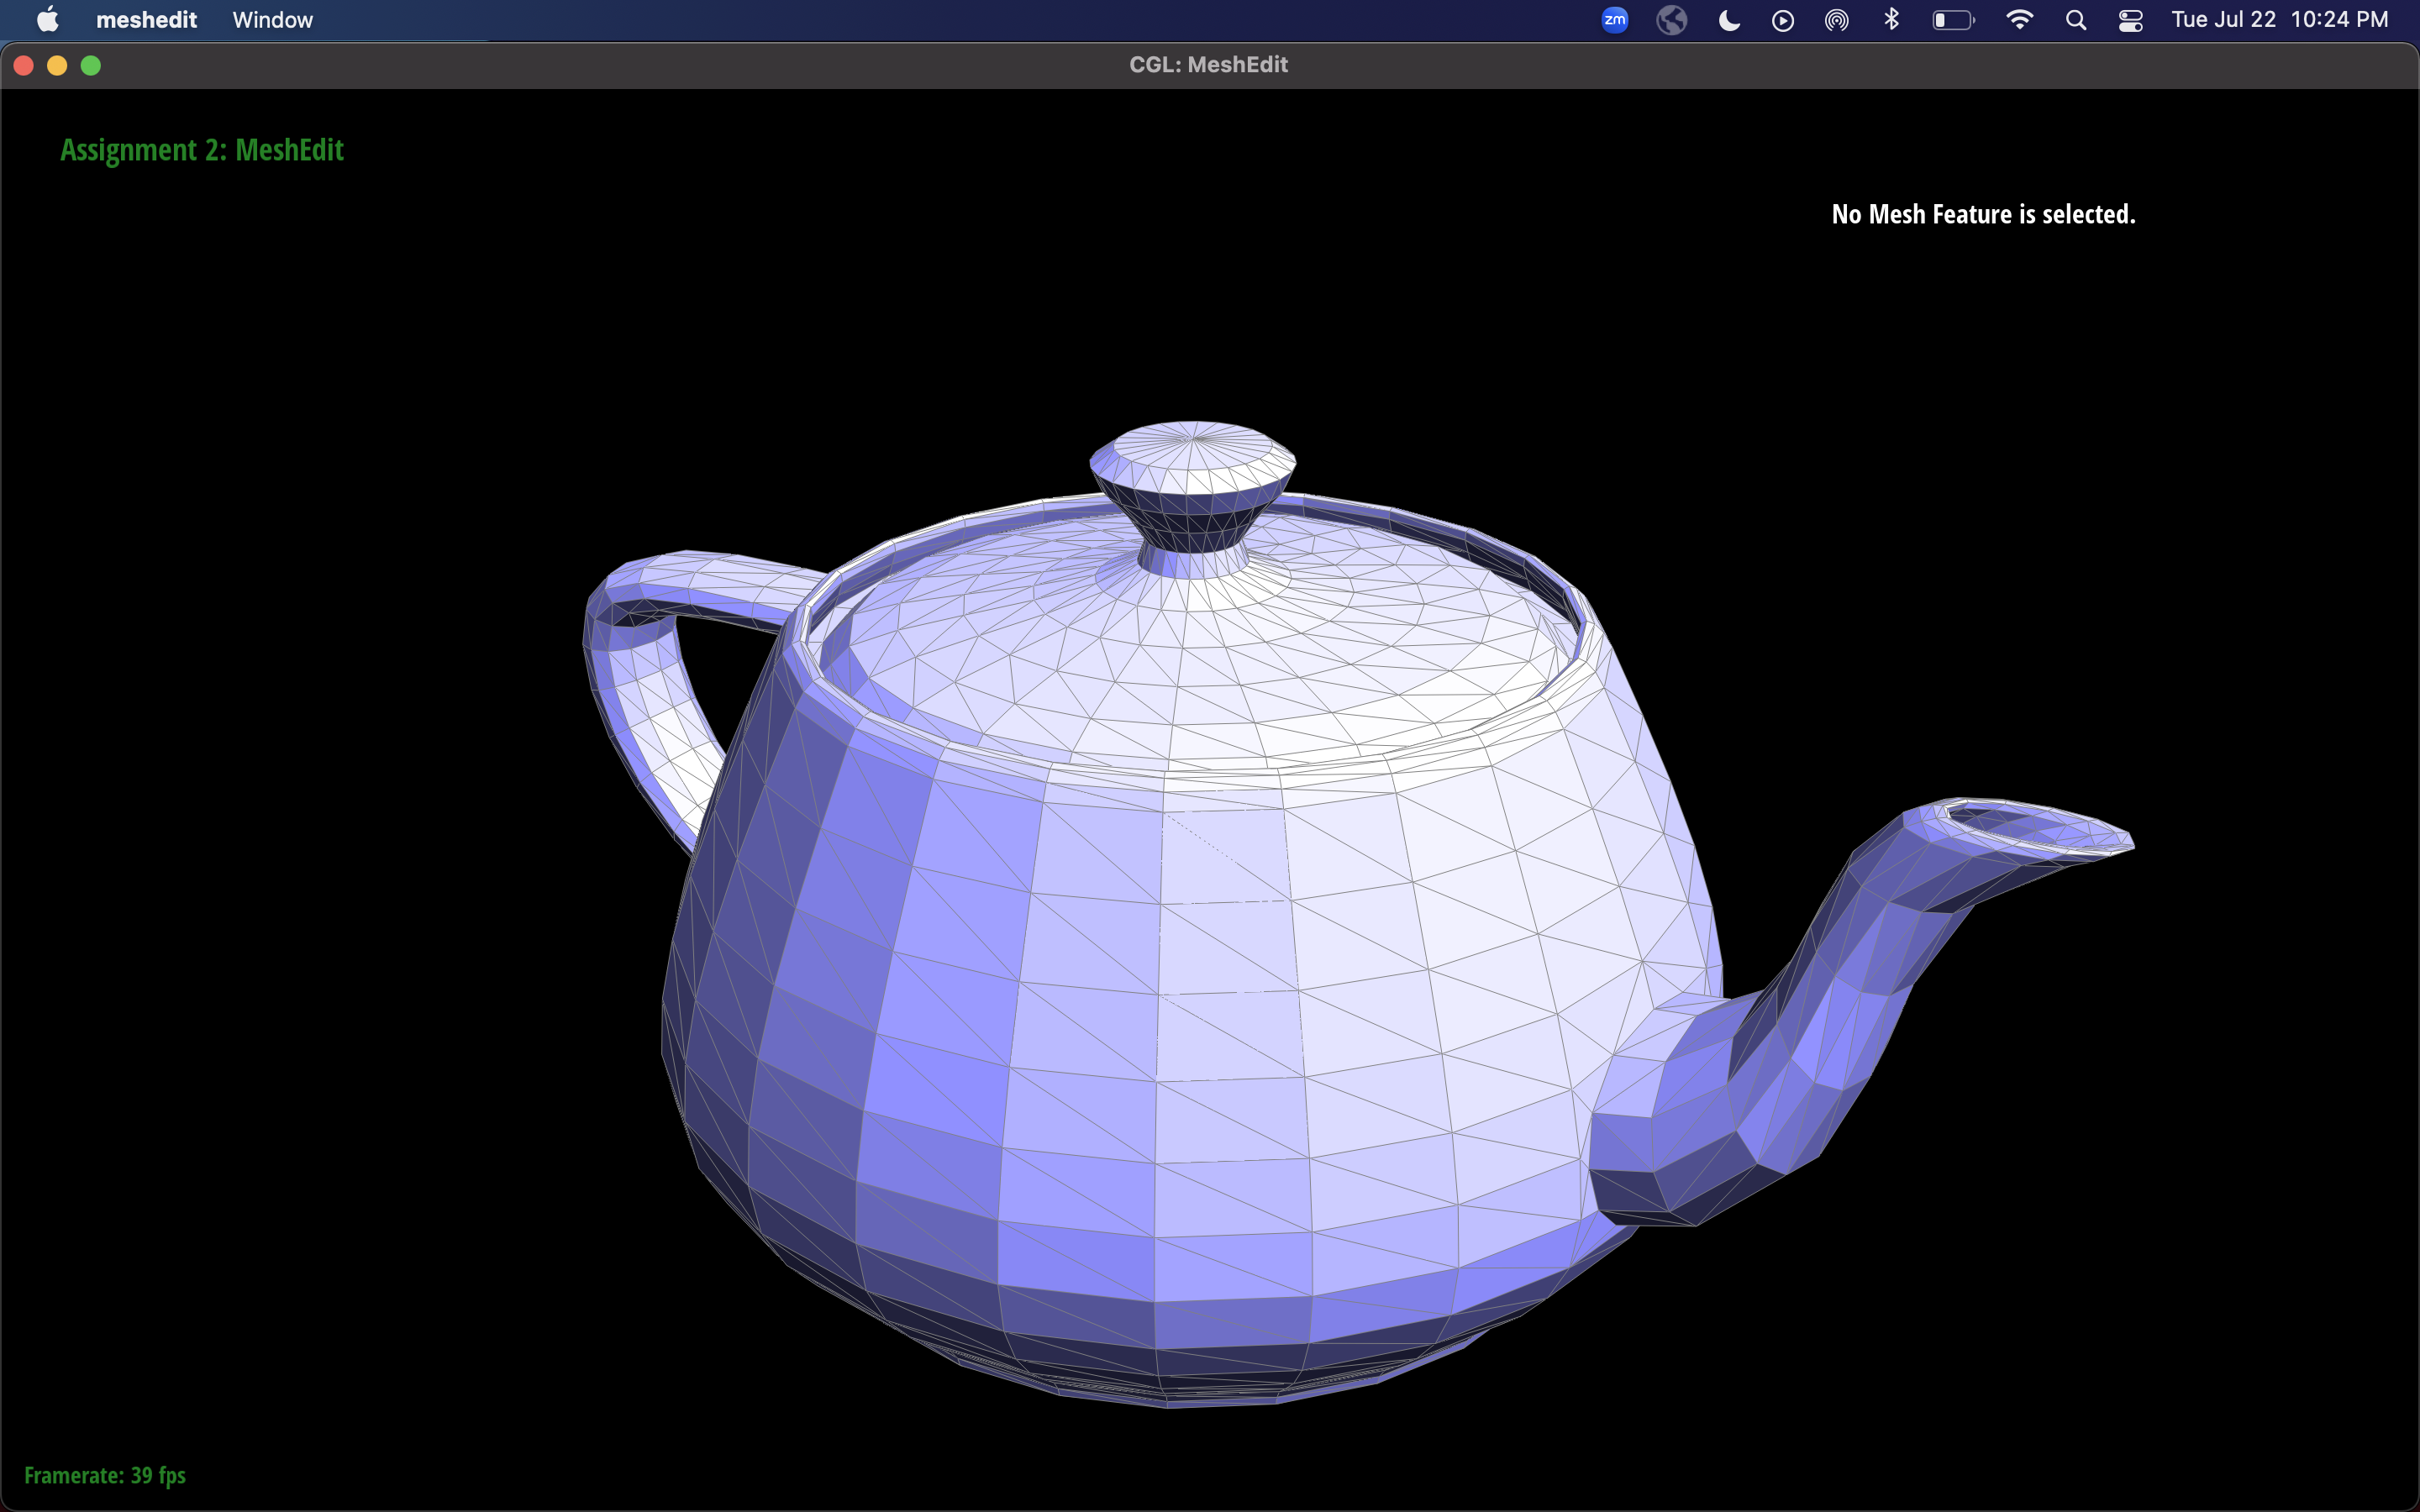 meshedit Window zm Tue Jul 22 10:24 PM
CGL: MeshEdit
Assignment 2: MeshEdit
No Mesh Feature is selected.
Framerate: 39 fps